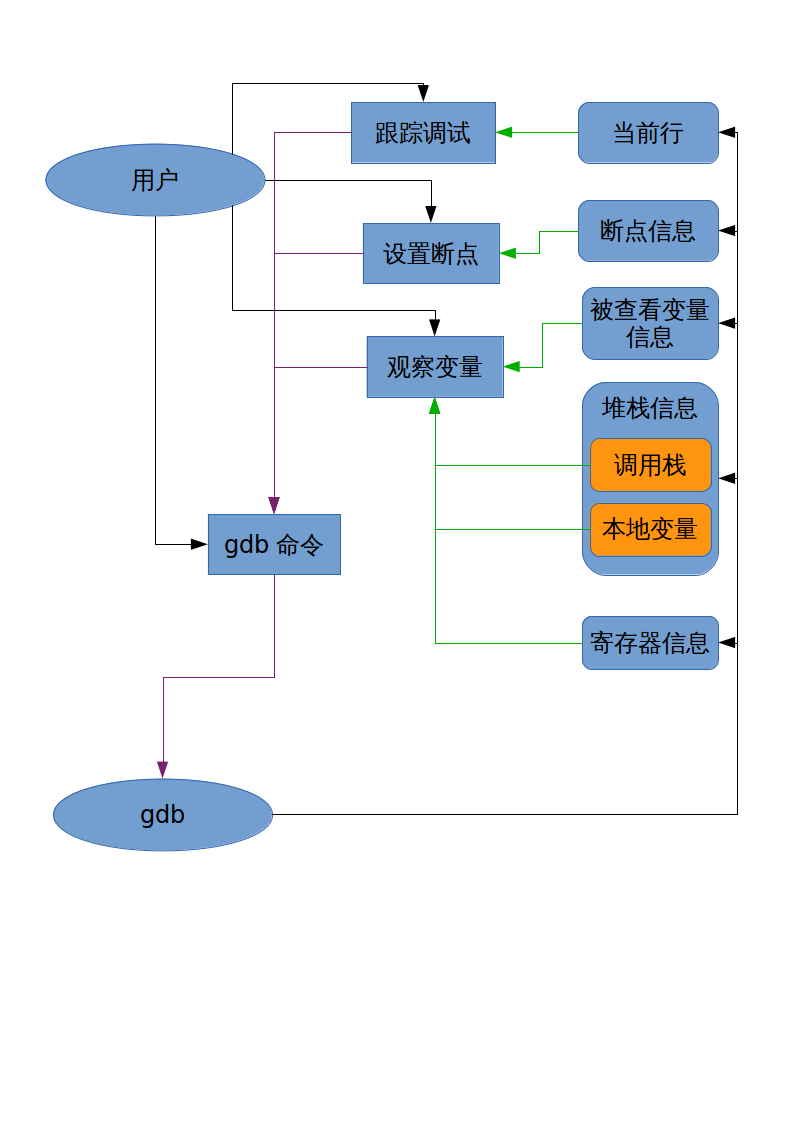 跟踪调试
当前行
用户
断点信息
设置断点
被查看变量
信息
观察变量
堆栈信息
调用栈
本地变量
gdb 命令
寄存器信息
gdb